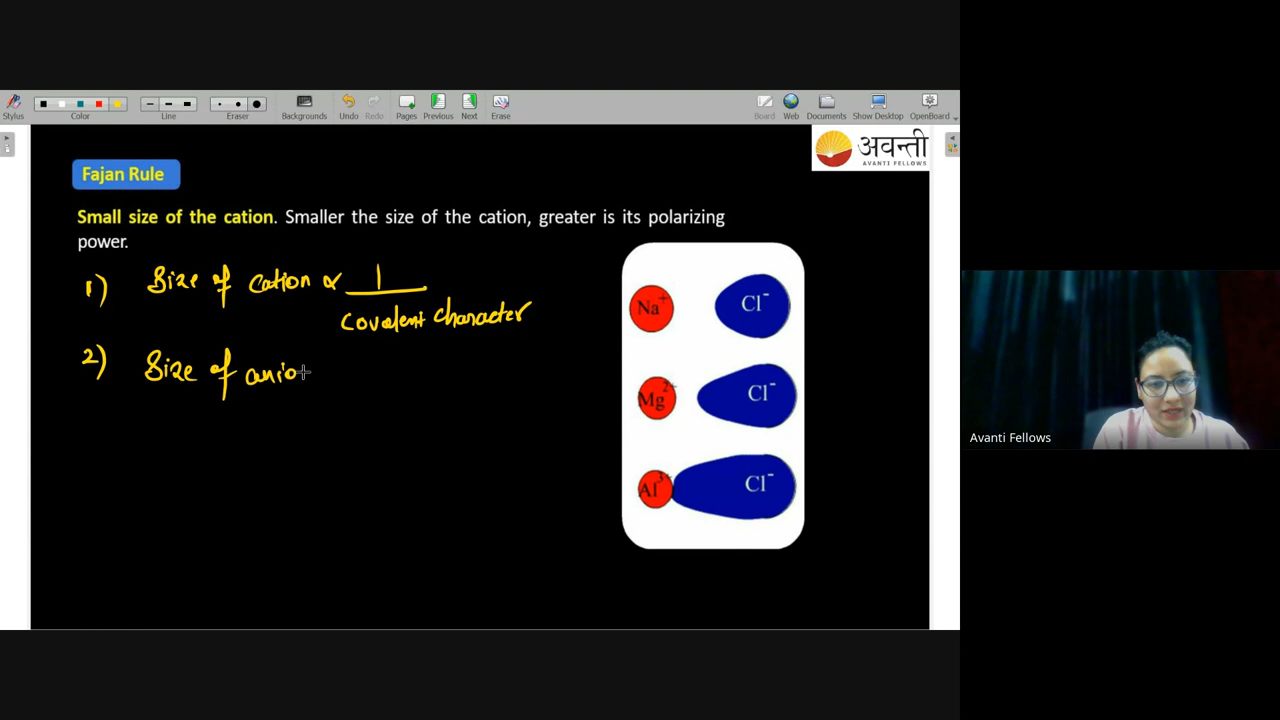 Stylus
Color
Line
Eraser
Backgrounds
Undo
Redo
Pages
Previous
Next
Erase
Board
Web
Documents
Show Desktop
OpenBoard
अवन्ती
AVANTI FELLOWS
Fajan Rule
Small size of the cation. Smaller the size of the cation, greater is its polarizing
power.
1) Size of cation ∝ 1
covalent character
2) Size of anio
Na+ Cl-
Mg2+ Cl-
Al3+ Cl-
Avanti Fellows